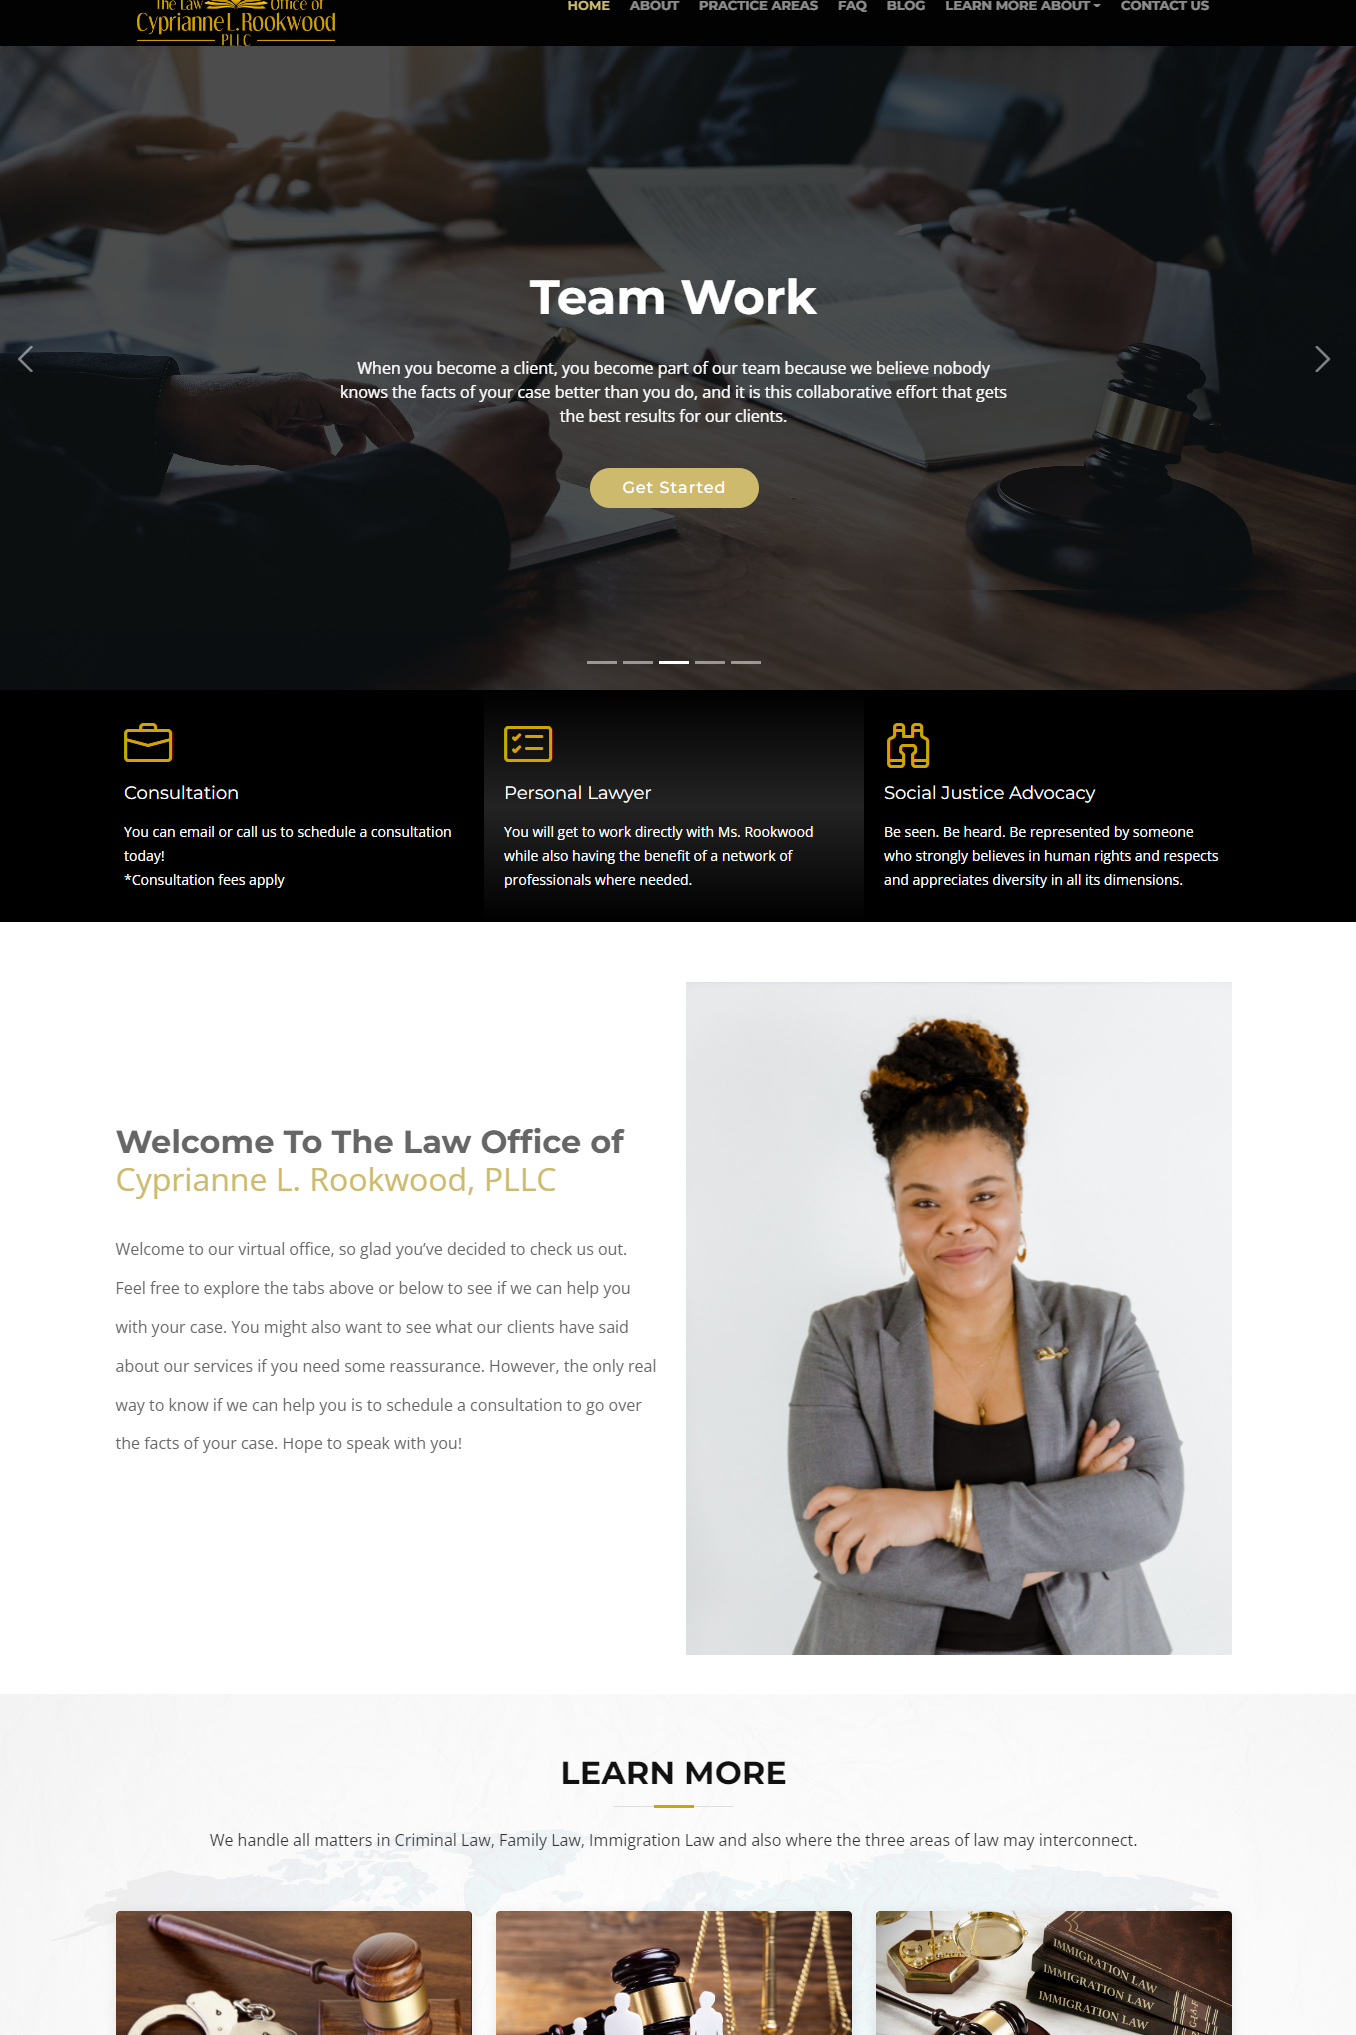 The Law Office of
Cyprianne L. Rookwood
PLLC
HOME ABOUT PRACTICE AREAS FAQ BLOG LEARN MORE ABOUT CONTACT US
Team Work
When you become a client, you become part of our team because we believe nobody
knows the facts of your case better than you do, and it is this collaborative effort that gets
the best results for our clients.
Get Started
Consultation
You can email or call us to schedule a consultation
today!
*Consultation fees apply
Personal Lawyer
You will get to work directly with Ms. Rookwood
while also having the benefit of a network of
professionals where needed.
Social Justice Advocacy
Be seen. Be heard. Be represented by someone
who strongly believes in human rights and respects
and appreciates diversity in all its dimensions.
Welcome To The Law Office of
Cyprianne L. Rookwood, PLLC
Welcome to our virtual office, so glad you’ve decided to check us out.
Feel free to explore the tabs above or below to see if we can help you
with your case. You might also want to see what our clients have said
about our services if you need some reassurance. However, the only real
way to know if we can help you is to schedule a consultation to go over
the facts of your case. Hope to speak with you!
LEARN MORE
We handle all matters in Criminal Law, Family Law, Immigration Law and also where the three areas of law may interconnect.
IMMIGRATION LAW
IMMIGRATION LAW
IMMIGRATION LAW